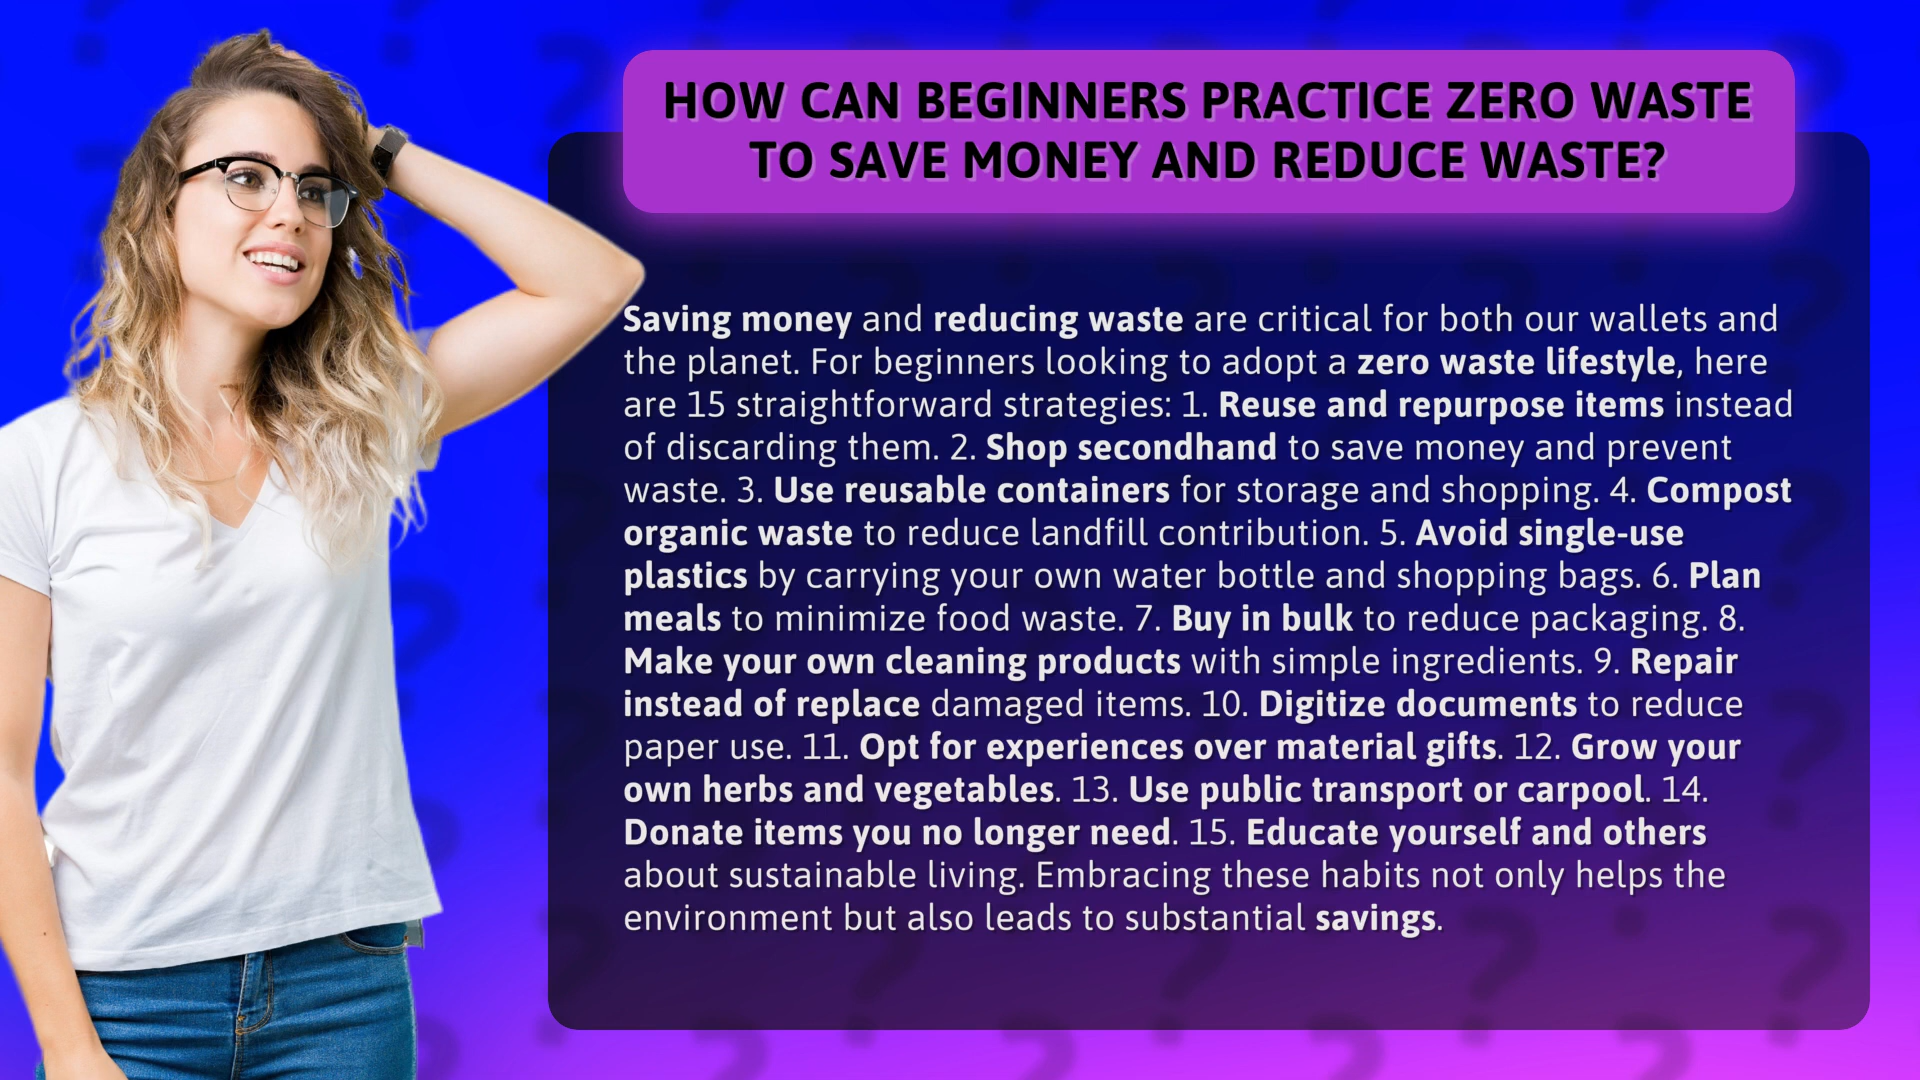 HOW CAN BEGINNERS PRACTICE ZERO WASTE
TO SAVE MONEY AND REDUCE WASTE?
Saving money and reducing waste are critical for both our wallets and
the planet. For beginners looking to adopt a zero waste lifestyle, here
are 15 straightforward strategies: 1. Reuse and repurpose items instead
of discarding them. 2. Shop secondhand to save money and prevent
waste. 3. Use reusable containers for storage and shopping. 4. Compost
organic waste to reduce landfill contribution. 5. Avoid single-use
plastics by carrying your own water bottle and shopping bags. 6. Plan
meals to minimize food waste. 7. Buy in bulk to reduce packaging. 8.
Make your own cleaning products with simple ingredients. 9. Repair
instead of replace damaged items. 10. Digitize documents to reduce
paper use. 11. Opt for experiences over material gifts. 12. Grow your
own herbs and vegetables. 13. Use public transport or carpool. 14.
Donate items you no longer need. 15. Educate yourself and others
about sustainable living. Embracing these habits not only helps the
environment but also leads to substantial savings.